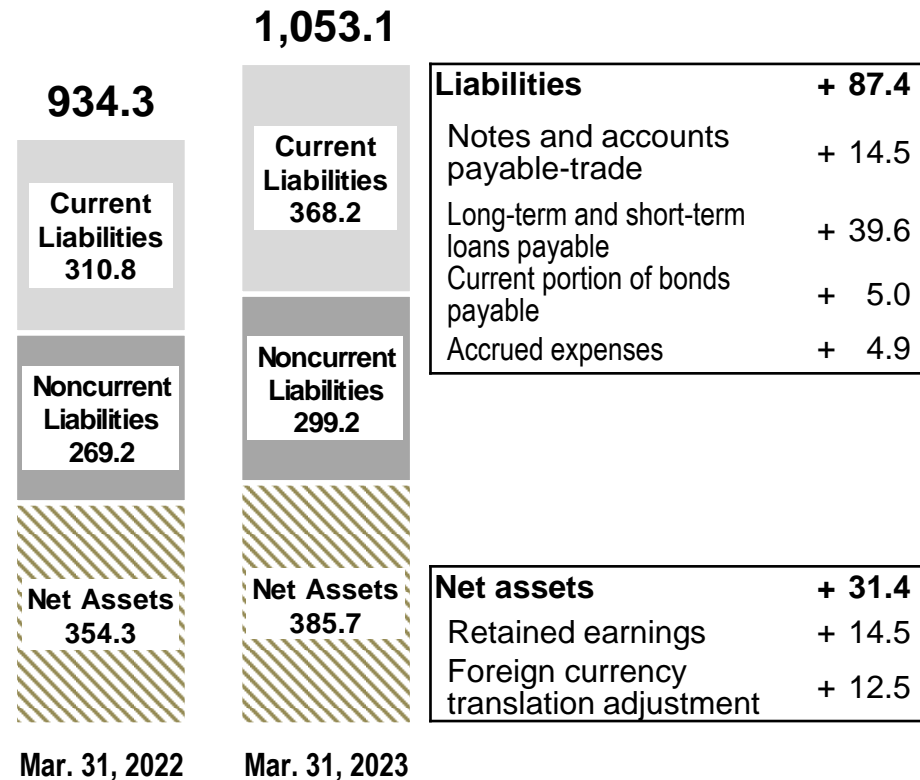 934.3
Current
Liabilities
310.8
Noncurrent
Liabilities
269.2
Net Assets
354.3
Mar. 31, 2022
1,053.1
Current
Liabilities
368.2
Noncurrent
Liabilities
299.2
Net Assets
385.7
Mar. 31, 2023
Liabilities + 87.4
Notes and accounts
payable-trade + 14.5
Long-term and short-term
loans payable + 39.6
Current portion of bonds
payable + 5.0
Accrued expenses + 4.9
Net assets + 31.4
Retained earnings + 14.5
Foreign currency
translation adjustment + 12.5